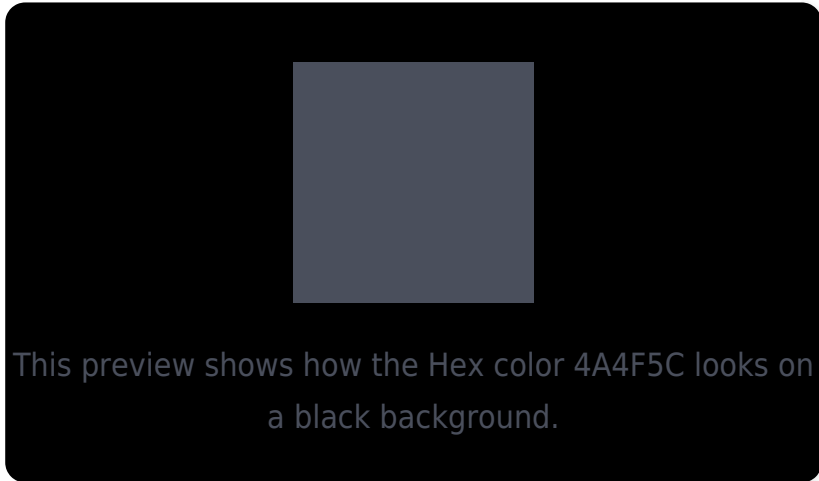 This preview shows how the Hex color 4A4F5C looks on
a black background.